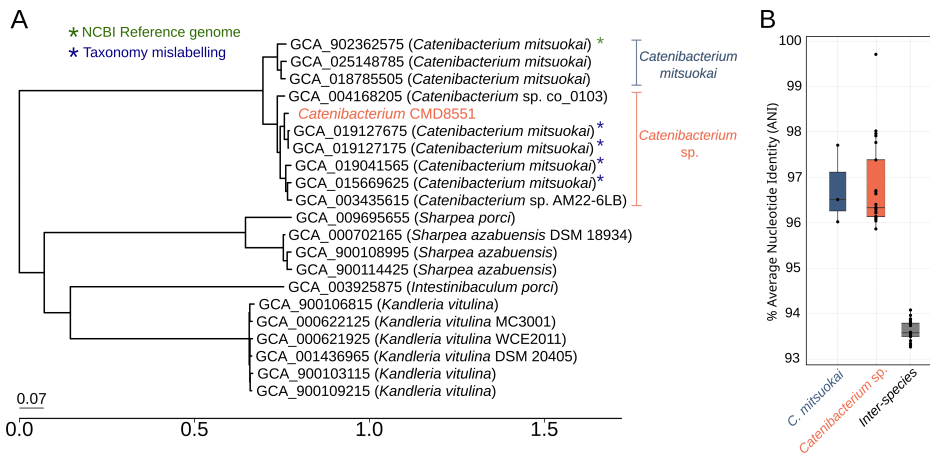 A
* NCBI Reference genome
* Taxonomy mislabelling
GCA_902362575 (Catenibacterium mitsuokai) *
GCA_025148785 (Catenibacterium mitsuokai)
GCA_018785505 (Catenibacterium mitsuokai)
Catenibacterium
mitsuokai
GCA_004168205 (Catenibacterium sp. co_0103)
Catenibacterium CMD8551
GCA_019127675 (Catenibacterium mitsuokai) *
GCA_019127175 (Catenibacterium mitsuokai) *
GCA_019041565 (Catenibacterium mitsuokai) *
GCA_015669625 (Catenibacterium mitsuokai) *
GCA_003435615 (Catenibacterium sp. AM22-6LB)
Catenibacterium
sp.
GCA_009695655 (Sharpea porci)
GCA_000702165 (Sharpea azabuensis DSM 18934)
GCA_900108995 (Sharpea azabuensis)
GCA_900114425 (Sharpea azabuensis)
GCA_003925875 (Intestinibaculum porci)
GCA_900106815 (Kandleria vitulina)
GCA_000622125 (Kandleria vitulina MC3001)
GCA_000621925 (Kandleria vitulina WCE2011)
GCA_001436965 (Kandleria vitulina DSM 20405)
GCA_900103115 (Kandleria vitulina)
GCA_900109215 (Kandleria vitulina)
0.07
0.0 0.5 1.0 1.5
B
% Average Nucleotide Identity (ANI)
100
99
98
97
96
95
94
93
C. mitsuokai
Catenibacterium sp.
Inter-species